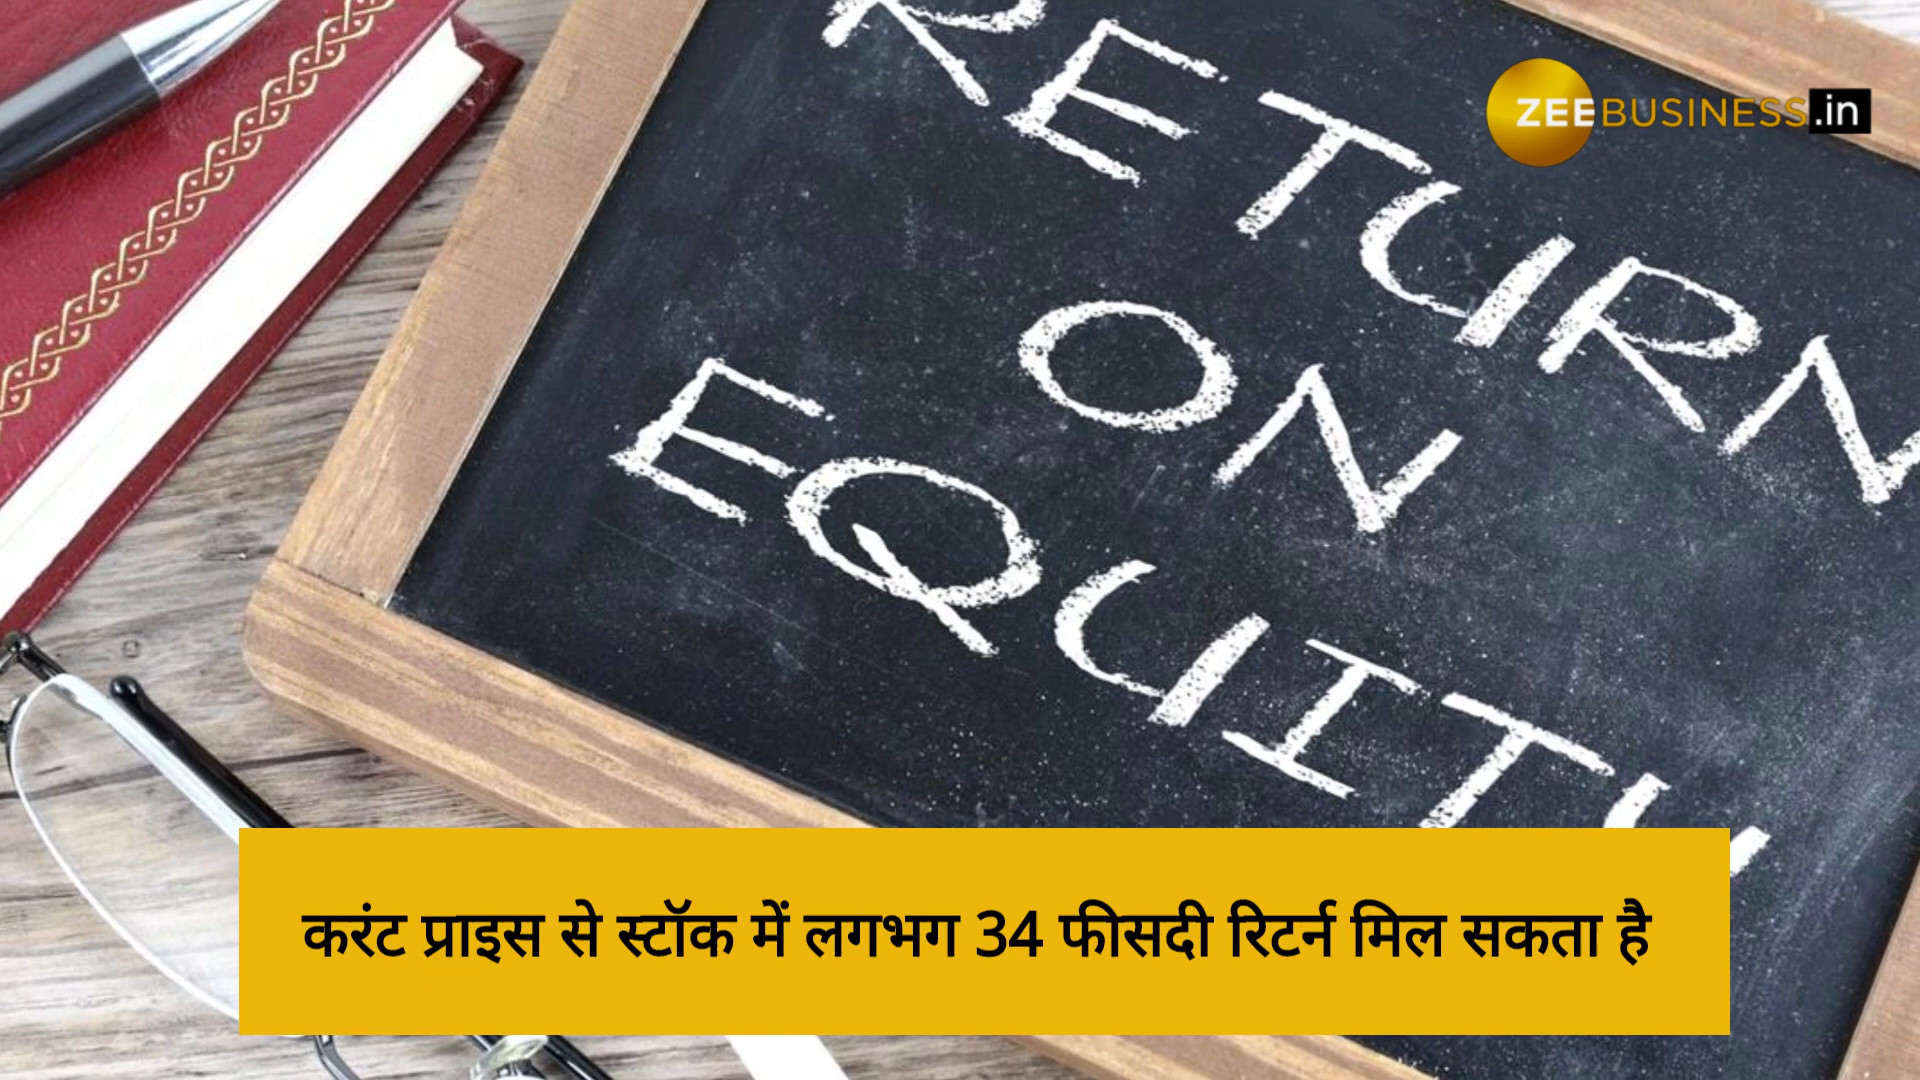 RETURN
ON
EQUITY
ZEEBUSINESS.in
करंट प्राइस से स्टॉक में लगभग 34 फीसदी रिटर्न मिल सकता है